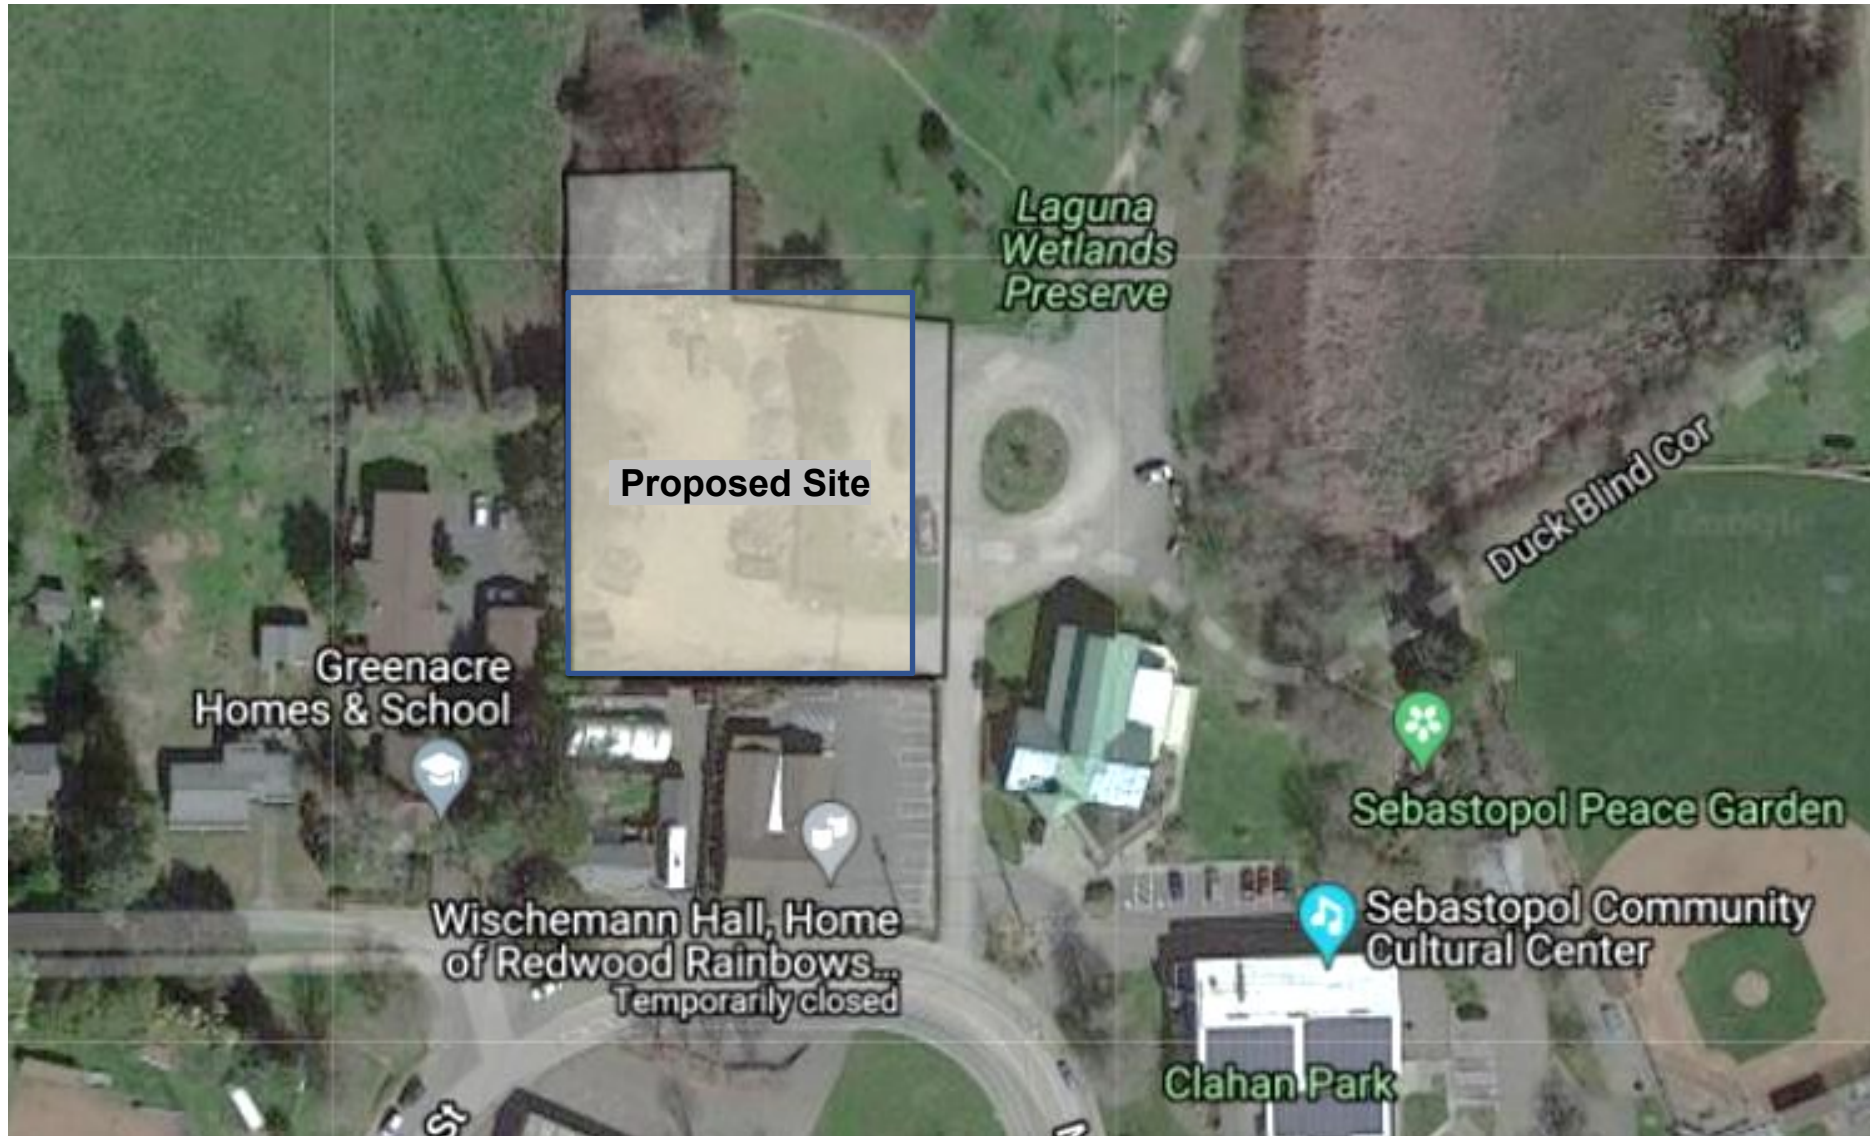 Laguna
Wetlands
Preserve
Proposed Site
Duck Blind Cor
Greenacre
Homes & School
Sebastopol Peace Garden
Wischemann Hall, Home
of Redwood Rainbows...
Temporarily closed
Sebastopol Community
Cultural Center
Clahan Park
St